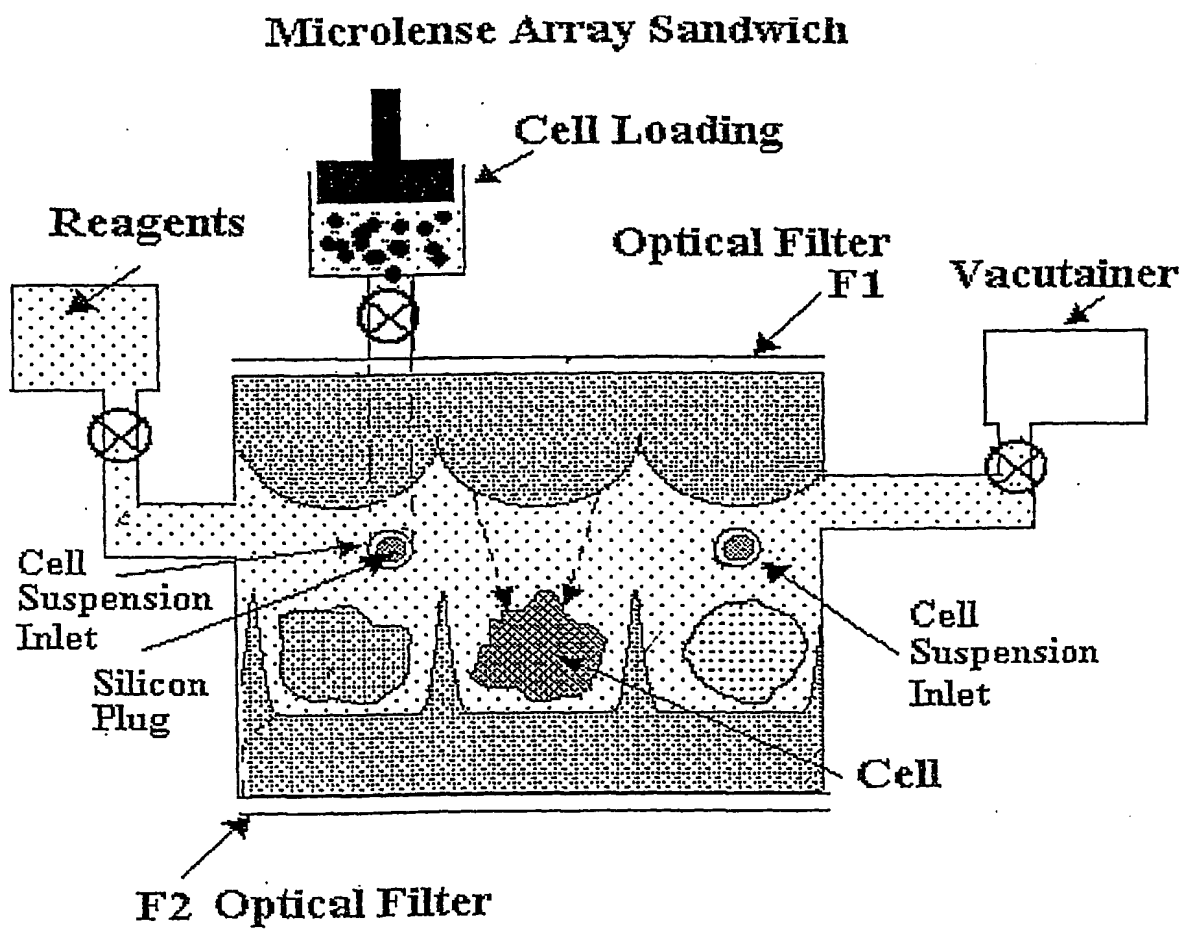 Microlense Array Sandwich
Cell Loading
Reagents
Optical Filter
F1
Vacutainer
Cell
Suspension
Inlet
Silicon
Plug
Cell
Suspension
Inlet
Cell
F2 Optical Filter